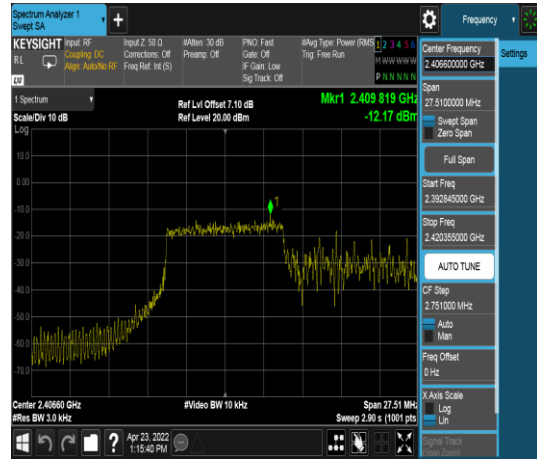 Spectrum Analyzer 1
Swept SA
+
Frequency
KEYSIGHT
RL
Input: RF
Coupling: DC
Align: Auto/No RF
Input Z: 50 Ω
Corrections: Off
Freq Ref: Int (S)
#Atten: 30 dB
Preamp: Off
PNO: Fast
Gate: Off
IF Gain: Low
Sig Track: Off
#Avg Type: Power (RMS
Trig: Free Run
1 2 3 4 5 6
M W W W W W
P N N N N N
1 Spectrum
Scale/Div 10 dB
Log
Ref Lvl Offset 7.10 dB
Ref Level 20.00 dBm
Mkr1 2.409 819 GHz
-12.17 dBm
10.0
0.00
-10.0
-20.0
-30.0
-40.0
-50.0
-60.0
-70.0
1
Center 2.40660 GHz
#Res BW 3.0 kHz
#Video BW 10 kHz
Span 27.51 MHz
Sweep 2.90 s (1001 pts
?
Apr 23, 2022
1:15:40 PM
Center Frequency
2.406600000 GHz
Span
27.5100000 MHz
Swept Span
Zero Span
Full Span
Start Freq
2.392845000 GHz
Stop Freq
2.420355000 GHz
AUTO TUNE
CF Step
2.751000 MHz
Auto
Man
Freq Offset
0 Hz
X Axis Scale
Log
Lin
Signal Track
(Span Zoom)
Settings